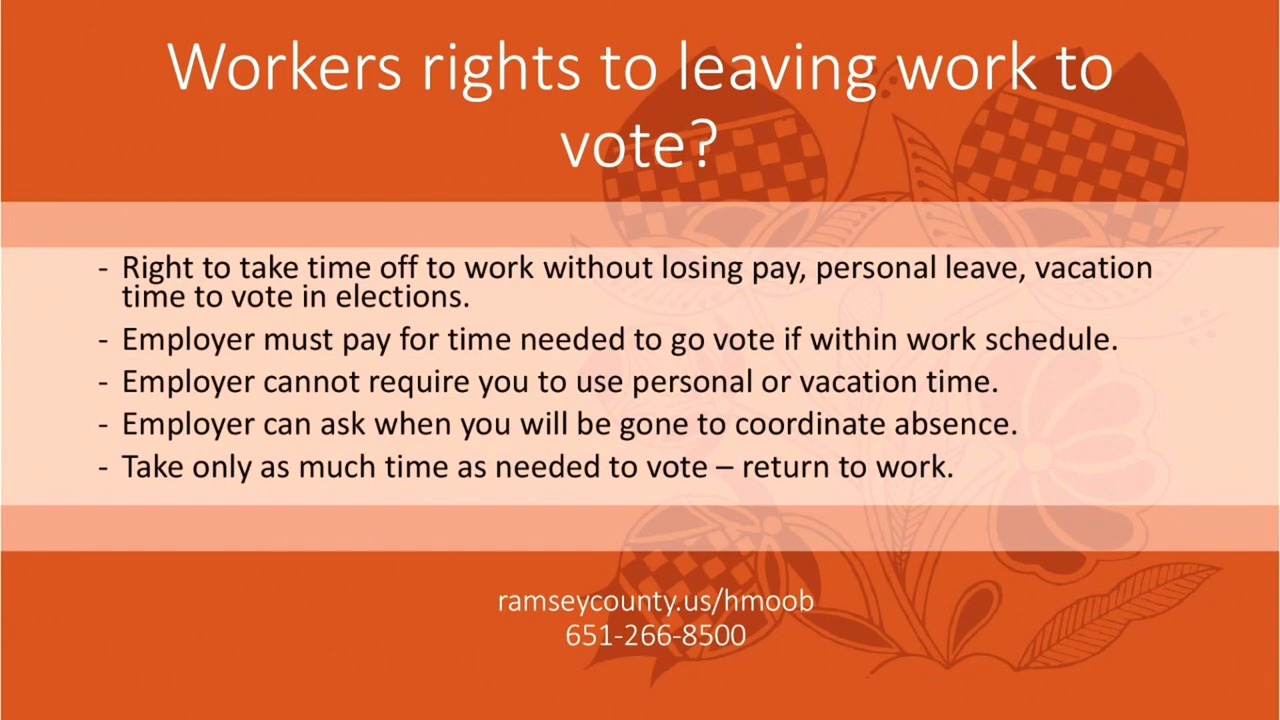 Workers rights to leaving work to
vote?
- Right to take time off to work without losing pay, personal leave, vacation
time to vote in elections.
- Employer must pay for time needed to go vote if within work schedule.
- Employer cannot require you to use personal or vacation time.
- Employer can ask when you will be gone to coordinate absence.
- Take only as much time as needed to vote – return to work.
ramseycounty.us/hmoob
651-266-8500